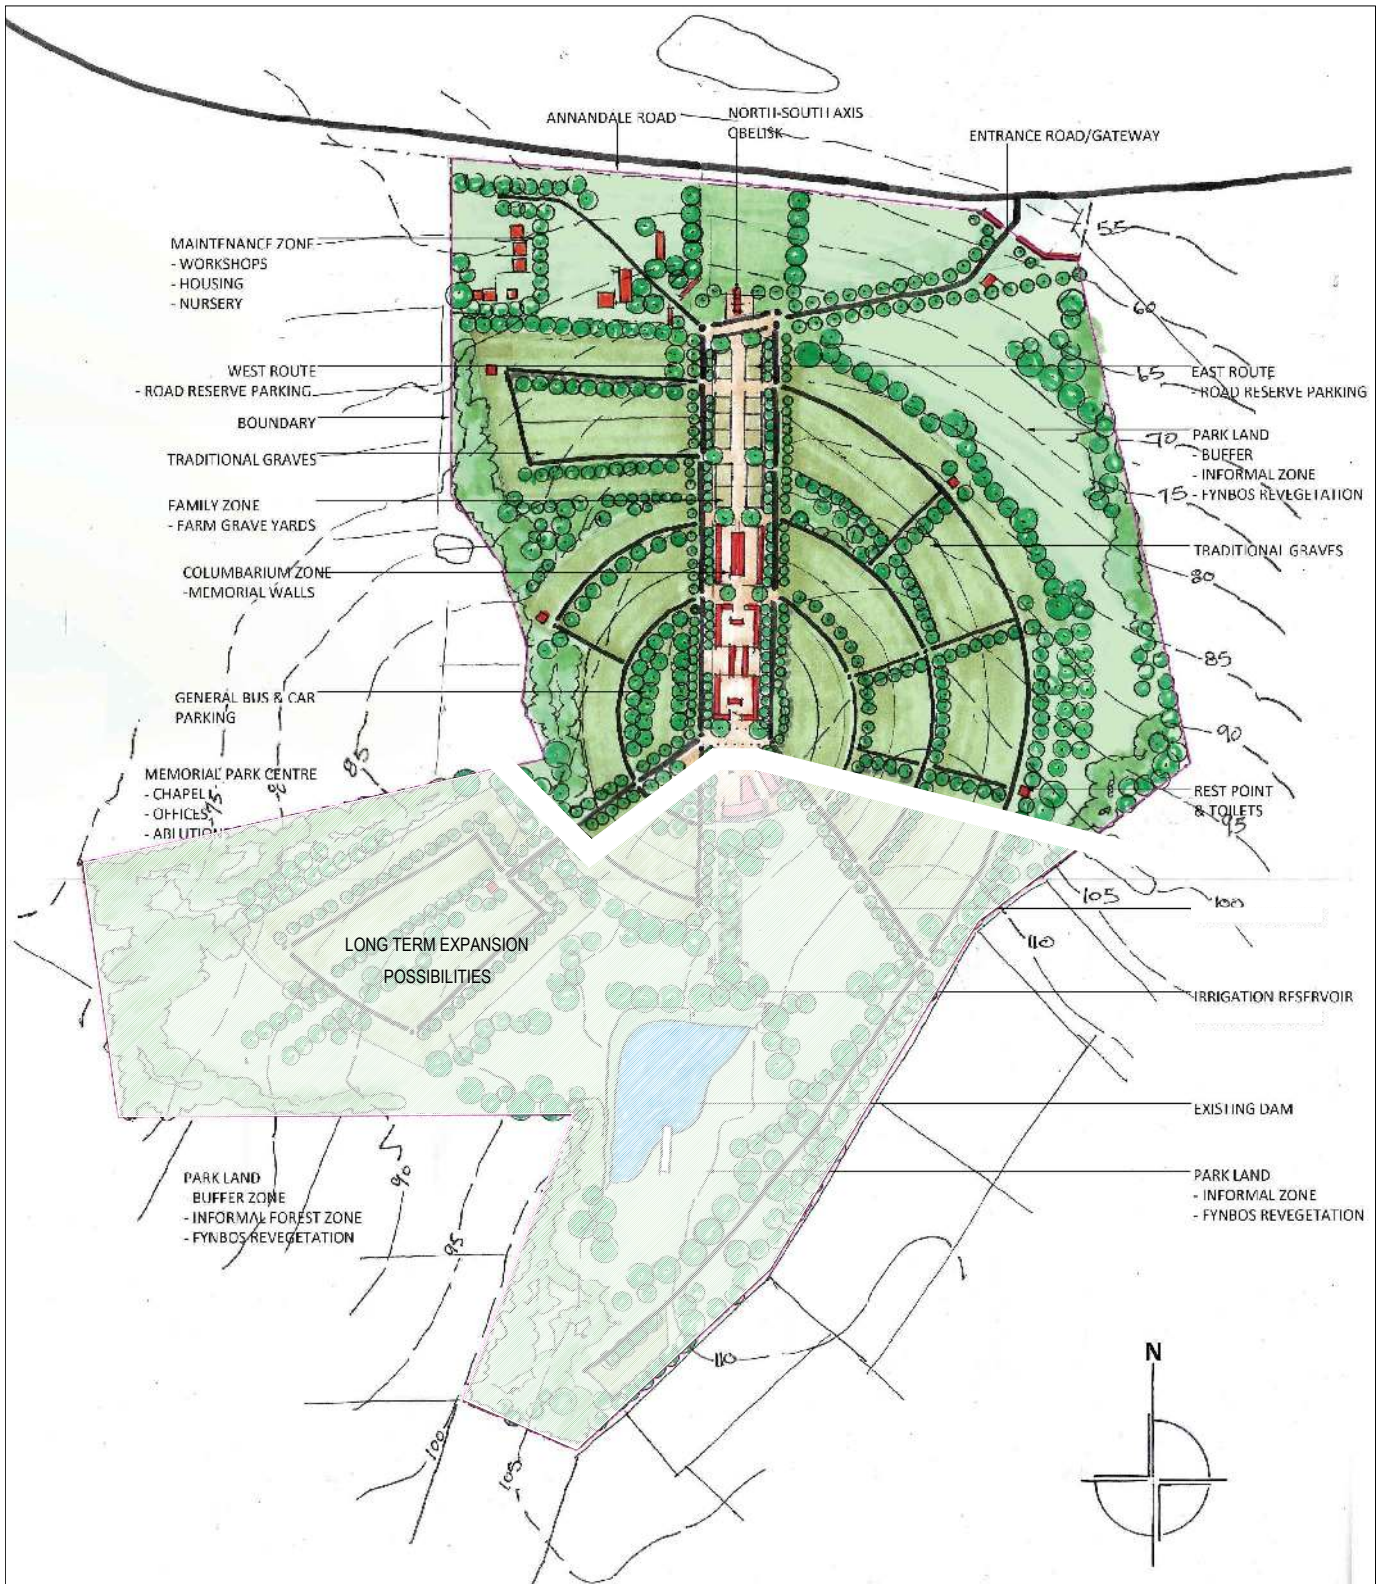 ANNANDALE ROAD
NORTH-SOUTH AXIS
OBELISK
ENTRANCE ROAD/GATEWAY
MAINTENANCE ZONE
- WORKSHOPS
- HOUSING
- NURSERY
WEST ROUTE
- ROAD RESERVE PARKING
BOUNDARY
TRADITIONAL GRAVES
FAMILY ZONE
- FARM GRAVE YARDS
COLUMBARIUM ZONE
-MEMORIAL WALLS
GENERAL BUS & CAR
PARKING
MEMORIAL PARK CENTRE
- CHAPEL
- OFFICES
- ABLUTION
55
60
65
EAST ROUTE
- ROAD RESERVE PARKING
70
PARK LAND
BUFFER
- INFORMAL ZONE
75
- FYNBOS REVEGETATION
TRADITIONAL GRAVES
80
85
90
REST POINT
& TOILETS
95
85
95
100
105
110
LONG TERM EXPANSION
POSSIBILITIES
IRRIGATION RESERVOIR
EXISTING DAM
PARK LAND
- INFORMAL ZONE
- FYNBOS REVEGETATION
PARK LAND
BUFFER ZONE
- INFORMAL FOREST ZONE
- FYNBOS REVEGETATION
90
95
110
100
105
N